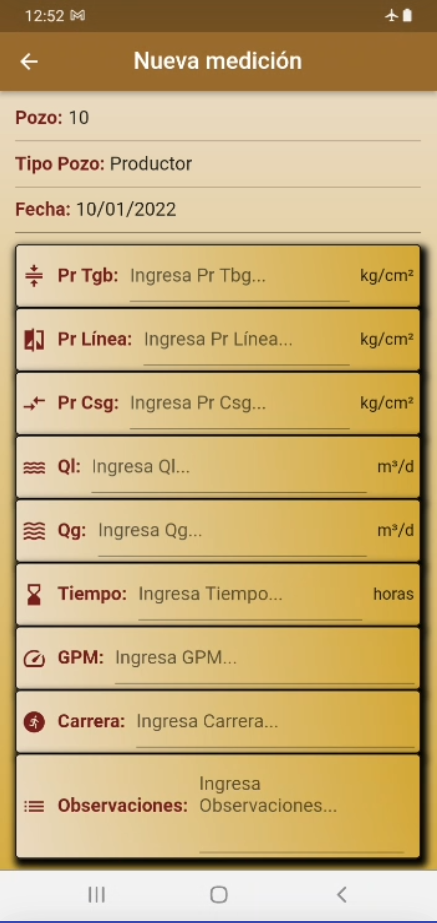 12:52
Nueva medición
Pozo: 10
Tipo Pozo: Productor
Fecha: 10/01/2022
Pr Tgb: Ingresa Pr Tbg... kg/cm²
Pr Línea: Ingresa Pr Línea... kg/cm²
Pr Csg: Ingresa Pr Csg... kg/cm²
Ql: Ingresa Ql... m³/d
Qg: Ingresa Qg... m³/d
Tiempo: Ingresa Tiempo... horas
GPM: Ingresa GPM...
Carrera: Ingresa Carrera...
Observaciones: Ingresa
Observaciones...